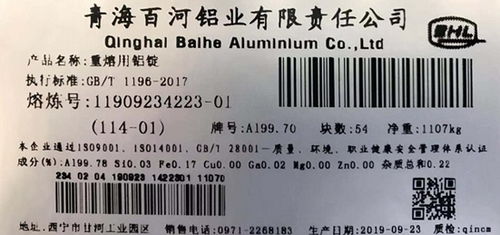 青海百河铝业有限责任公司
Qinghai Baihe Aluminium Co.,Ltd
BHL
产品名称:重熔用铝锭
执行标准:GB/T 1196-2017
熔炼号:11909234223-01
(114-01) 牌号:Al99.70 块数:54 净重:1107kg
本企业通过ISO9001、ISO14001、GB/T 28001-质量、环境、职业健康安全管理体系认证
成分(%):Al99.78 Si0.03 Fe0.17 Cu0.00 Ga0.02 Mg0.00 Zn0.00 杂质总和0.22
234 02 04 190923 1422301 11070
地址:西宁市甘河工业园区 销售电话:0971-2268183 生产日期:2019-09-23 质检:qincm